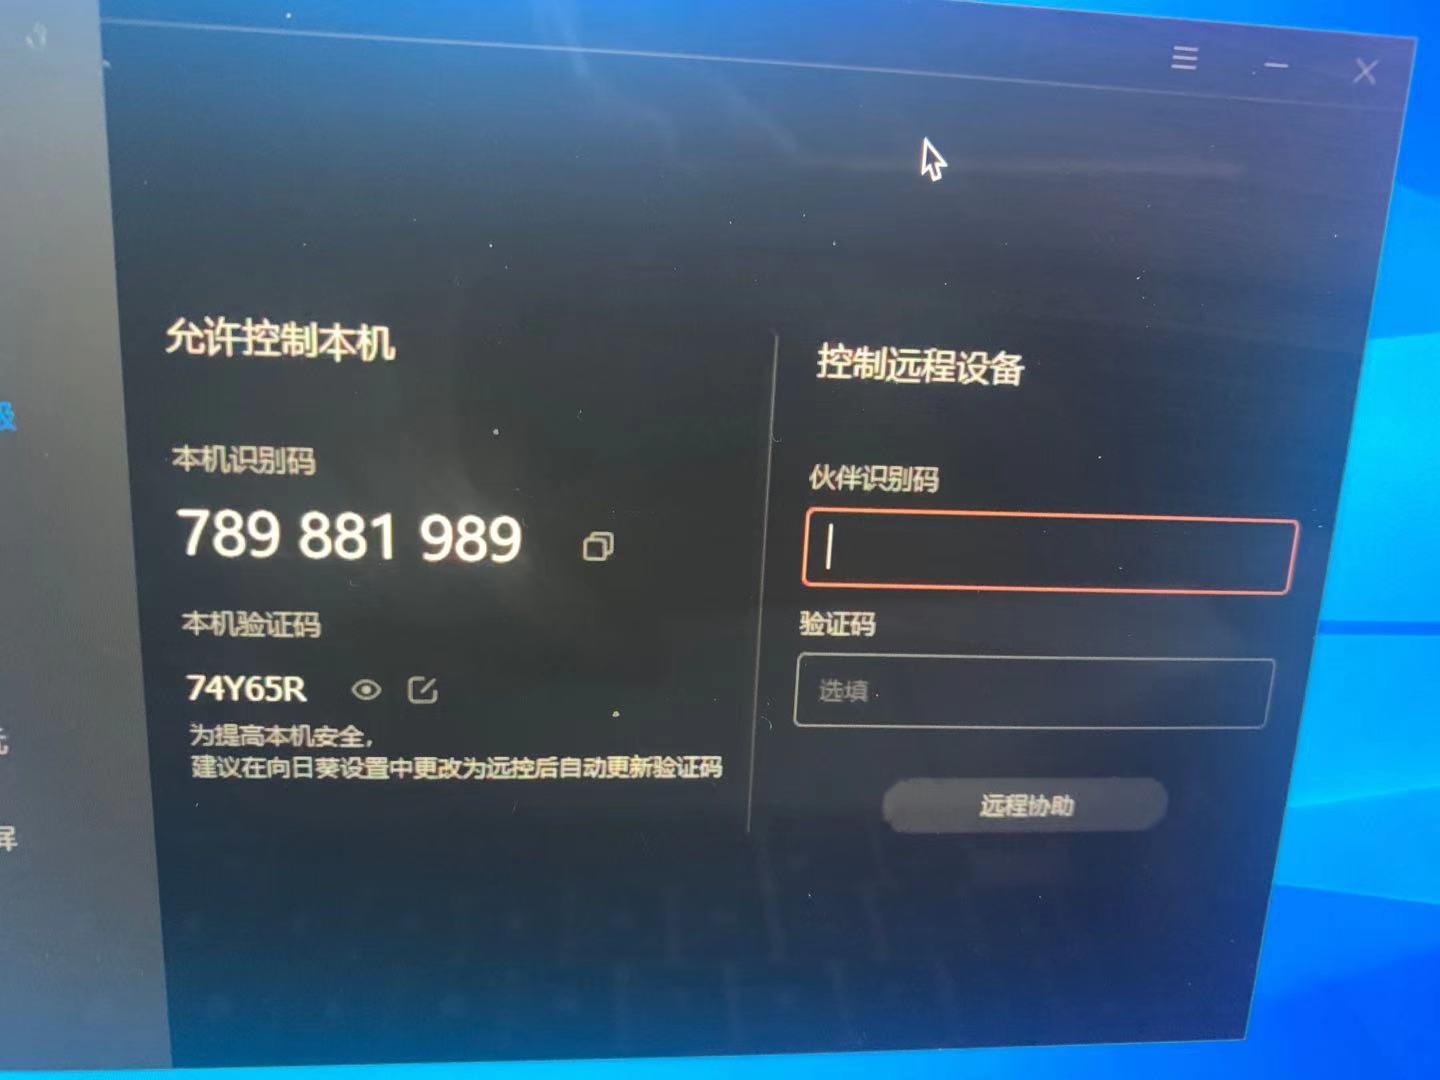 允许控制本机
本机识别码
789 881 989
本机验证码
74Y65R
为提高本机安全，
建议在向日葵设置中更改为远控后自动更新验证码
控制远程设备
伙伴识别码
验证码
选填
远程协助
级
屏